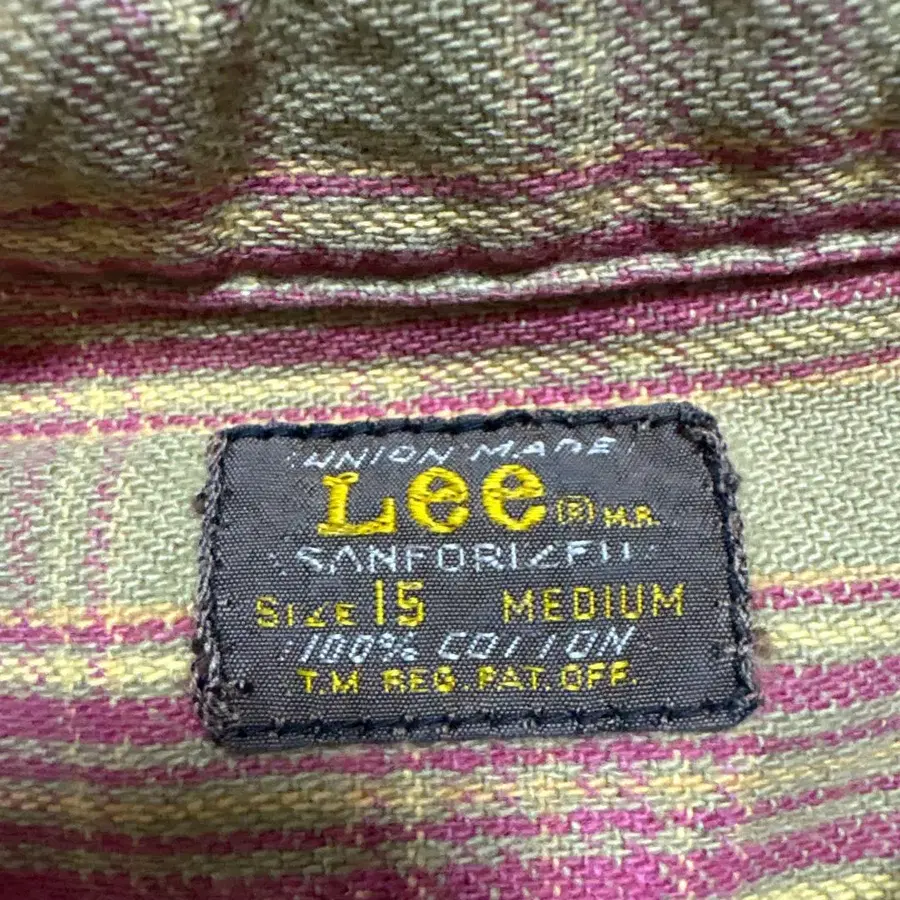 UNION MADE
Lee ® M.R.
SANFORIZED
SIZE 15 MEDIUM
100% COTTON
T.M REG. PAT. OFF.